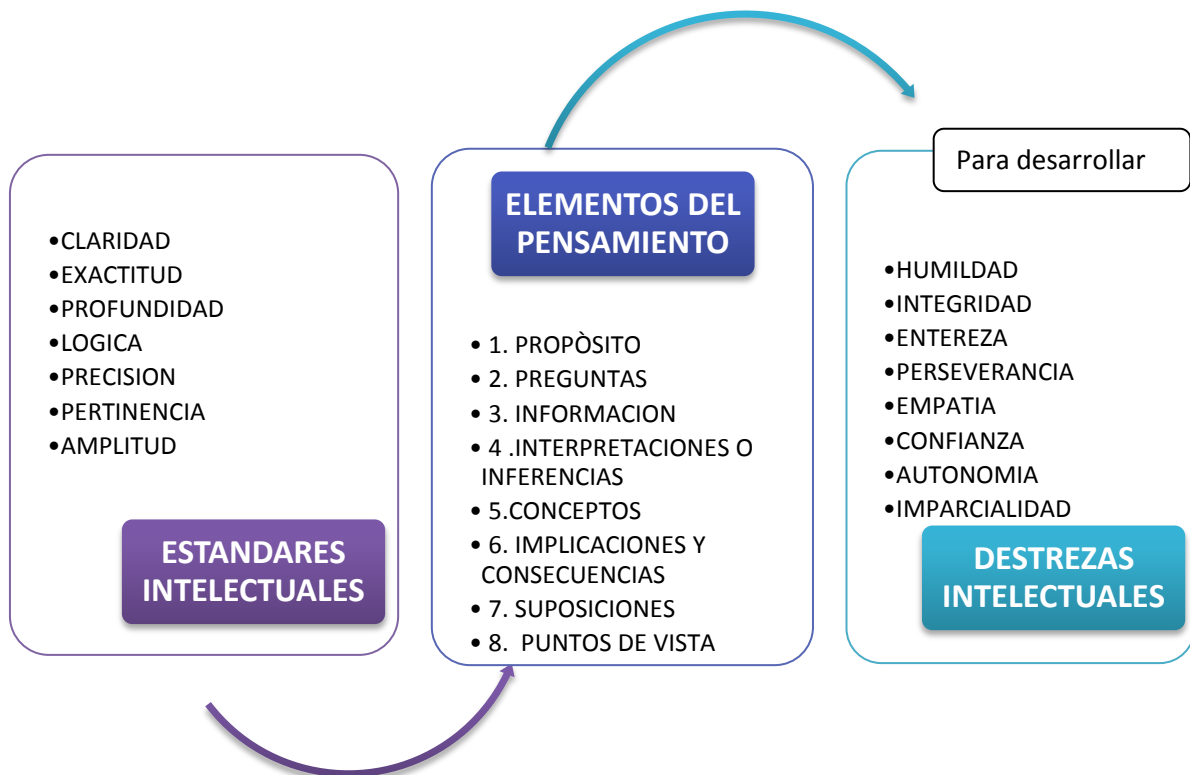 •CLARIDAD
•EXACTITUD
•PROFUNDIDAD
•LOGICA
•PRECISION
•PERTINENCIA
•AMPLITUD
ESTANDARES
INTELECTUALES
ELEMENTOS DEL
PENSAMIENTO
• 1. PROPÒSITO
• 2. PREGUNTAS
• 3. INFORMACION
• 4 .INTERPRETACIONES O
INFERENCIAS
• 5.CONCEPTOS
• 6. IMPLICACIONES Y
CONSECUENCIAS
• 7. SUPOSICIONES
• 8. PUNTOS DE VISTA
Para desarrollar
•HUMILDAD
•INTEGRIDAD
•ENTEREZA
•PERSEVERANCIA
•EMPATIA
•CONFIANZA
•AUTONOMIA
•IMPARCIALIDAD
DESTREZAS
INTELECTUALES